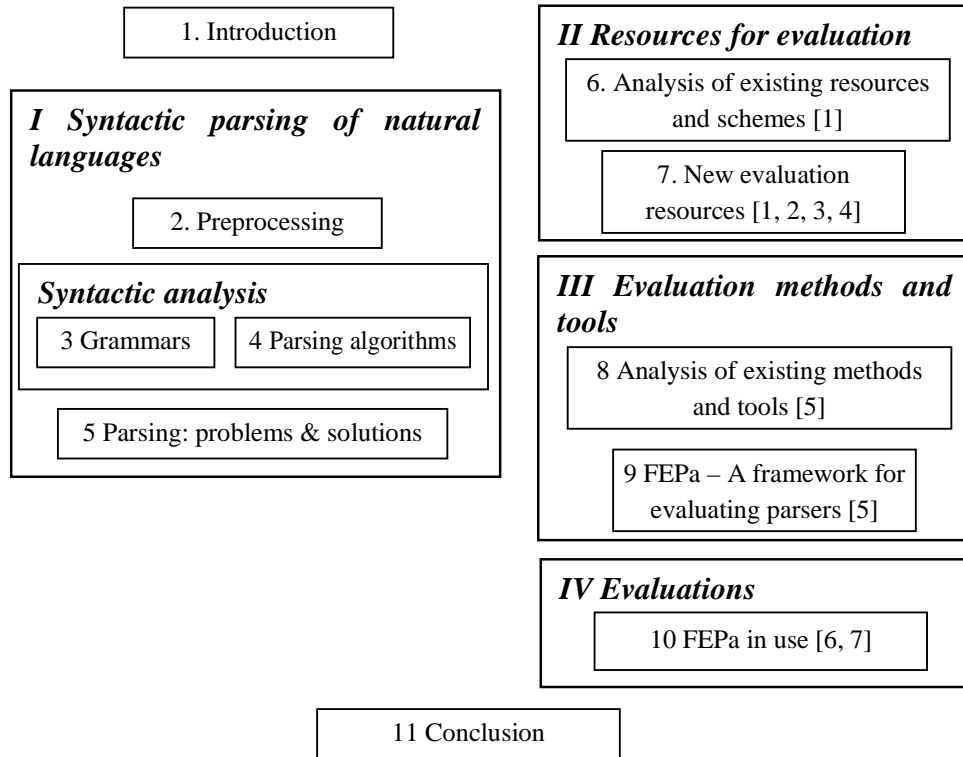 1. Introduction
I Syntactic parsing of natural
languages
2. Preprocessing
Syntactic analysis
3 Grammars
4 Parsing algorithms
5 Parsing: problems & solutions
II Resources for evaluation
6. Analysis of existing resources
and schemes [1]
7. New evaluation
resources [1, 2, 3, 4]
III Evaluation methods and
tools
8 Analysis of existing methods
and tools [5]
9 FEPa – A framework for
evaluating parsers [5]
IV Evaluations
10 FEPa in use [6, 7]
11 Conclusion